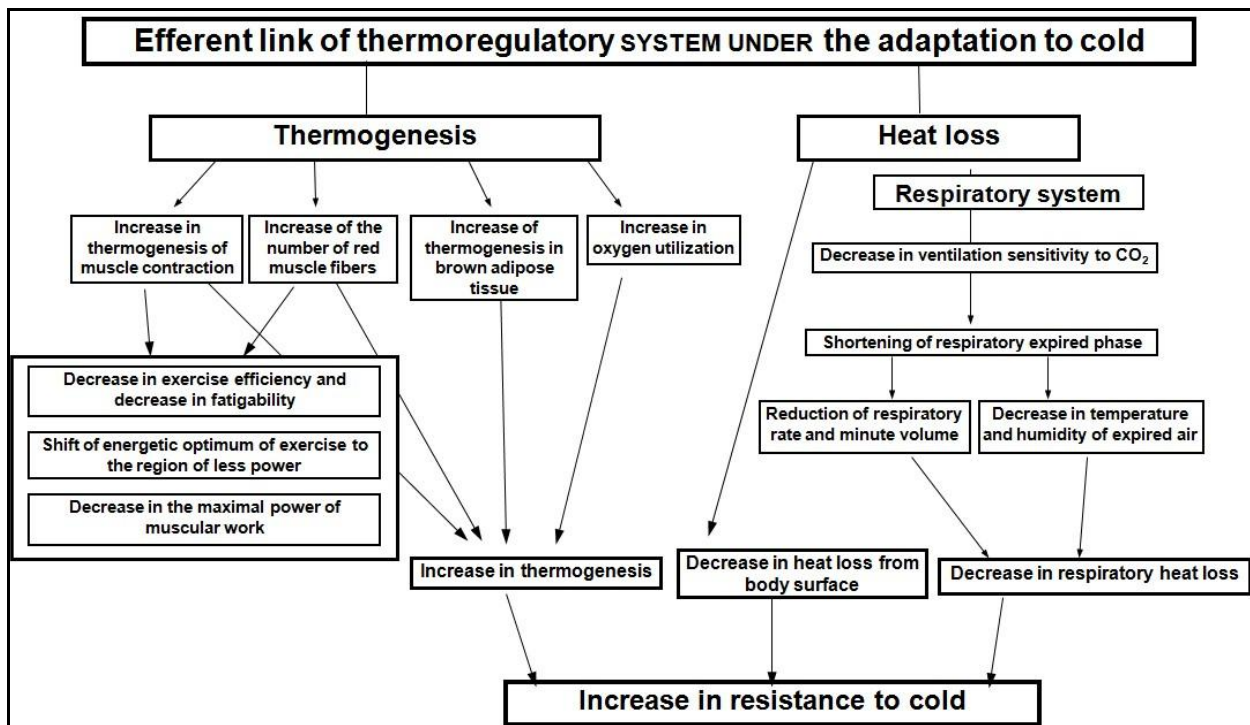 Efferent link of thermoregulatory SYSTEM UNDER the adaptation to cold
Thermogenesis
Heat loss
Respiratory system
Increase in
thermogenesis of
muscle contraction
Increase of the
number of red
muscle fibers
Increase of
thermogenesis in
brown adipose
tissue
Increase in
oxygen utilization
Decrease in ventilation sensitivity to CO₂
Shortening of respiratory expired phase
Decrease in exercise efficiency and
decrease in fatigability
Shift of energetic optimum of exercise to
the region of less power
Decrease in the maximal power of
muscular work
Reduction of respiratory
rate and minute volume
Decrease in temperature
and humidity of expired air
Increase in thermogenesis
Decrease in heat loss from
body surface
Decrease in respiratory heat loss
Increase in resistance to cold